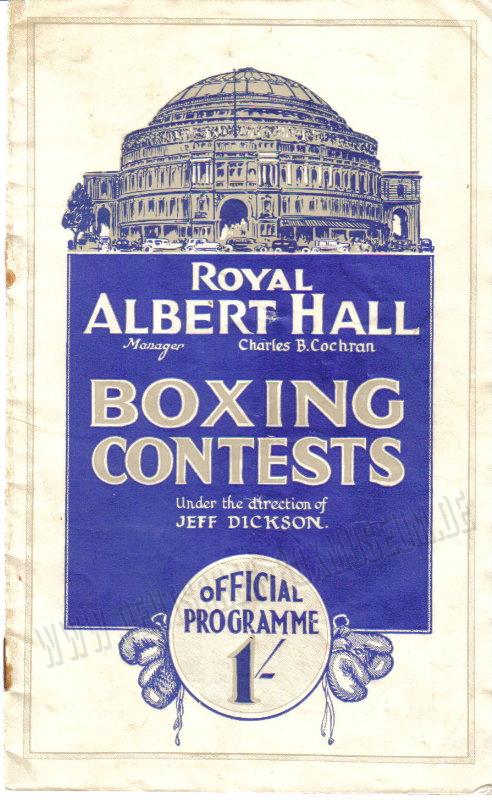 ROYAL
ALBERT HALL
Manager Charles B. Cochran
BOXING
CONTESTS
Under the direction of
JEFF DICKSON.
OFFICIAL
PROGRAMME
1/-